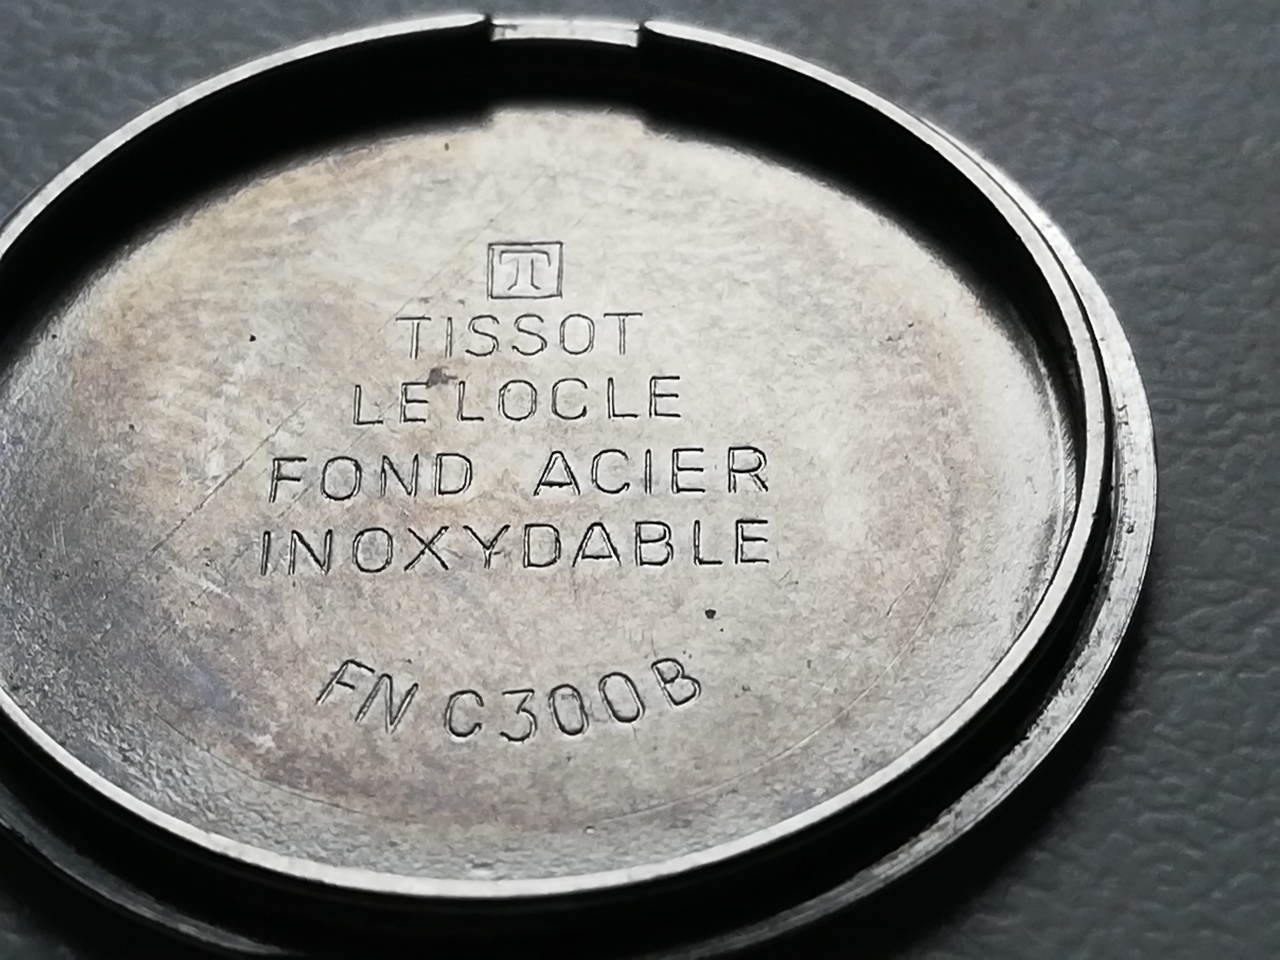 T
TISSOT
LE LOCLE
FOND ACIER
INOXYDABLE
FN C300B